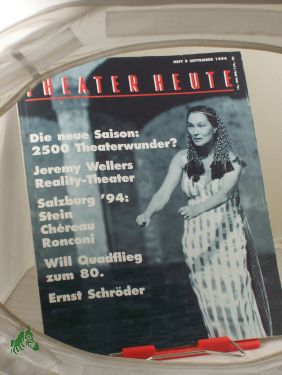 HEFT 9 SEPTEMBER 1994
THEATER HEUTE
Die neue Saison:
2500 Theaterwunder?
Jeremy Wellers
Reality-Theater
Salzburg '94:
Stein
Chéreau
Ronconi
Will Quadflieg
zum 80.
Ernst Schröder